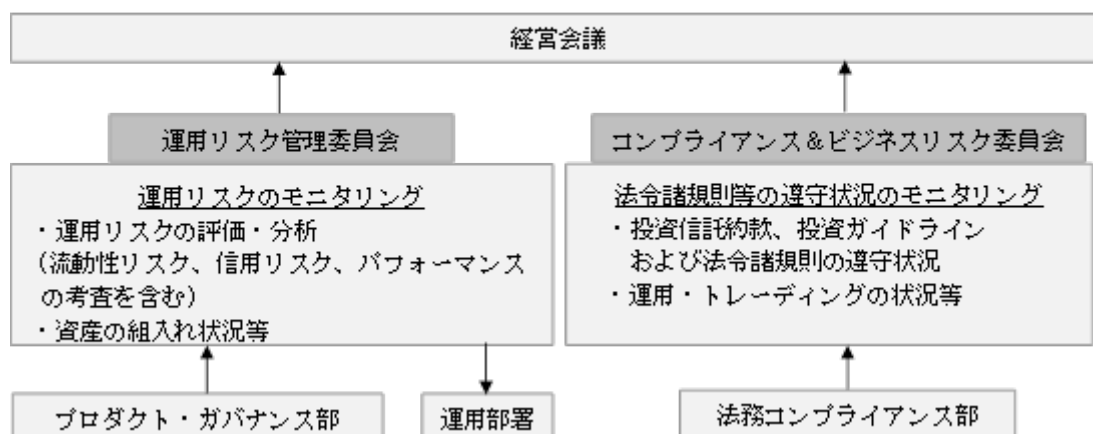 経営会議
運用リスク管理委員会
運用リスクのモニタリング
・運用リスクの評価・分析
(流動性リスク、信用リスク、パフォーマンス
の考査を含む)
・資産の組入れ状況等
コンプライアンス&ビジネスリスク委員会
法令諸規則等の遵守状況のモニタリング
・投資信託約款、投資ガイドライン
および法令諸規則の遵守状況
・運用・トレーディングの状況等
プロダクト・ガバナンス部
運用部署
法務コンプライアンス部